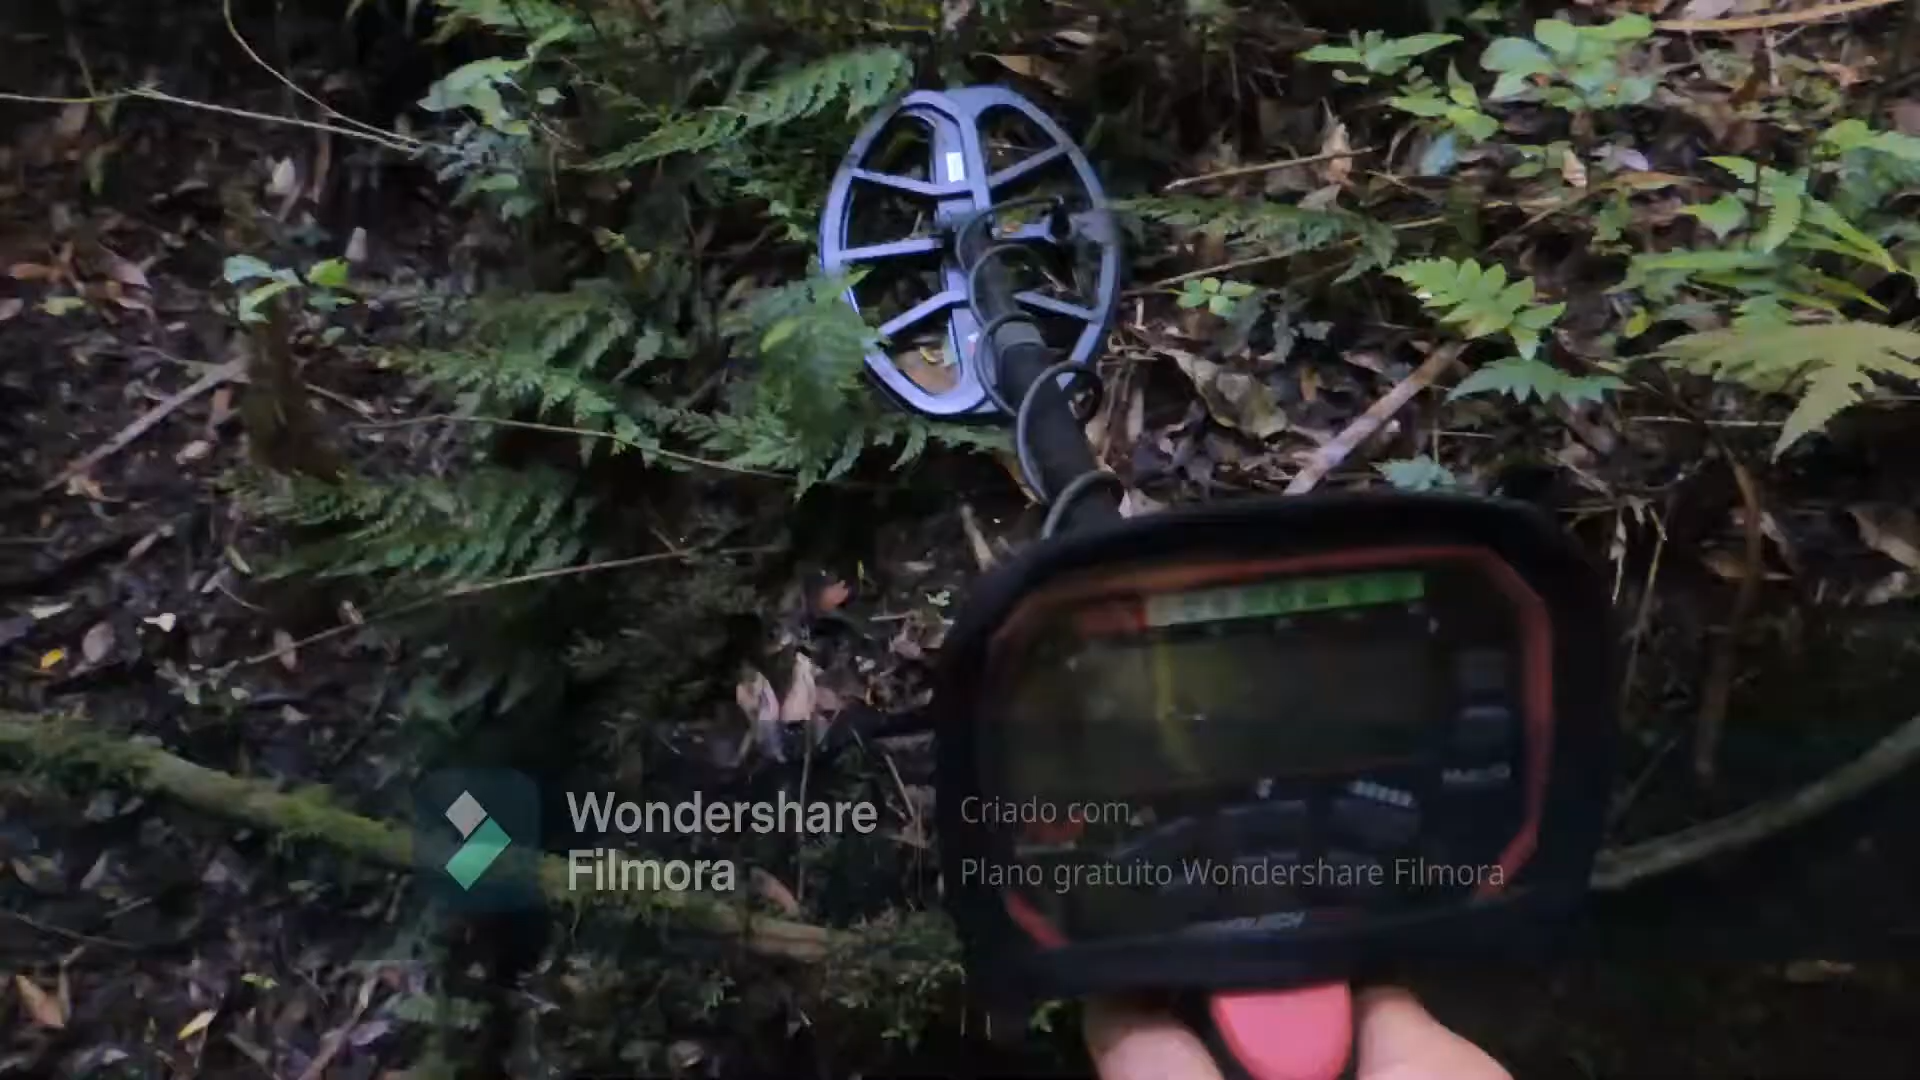 Wondershare
Filmora
Criado com
Plano gratuito Wondershare Filmora